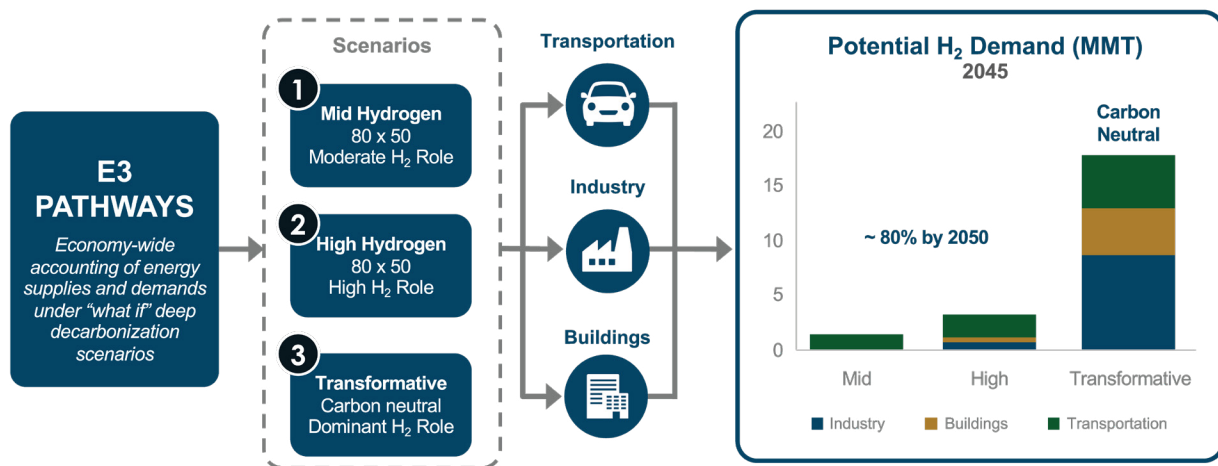 E3
PATHWAYS
Economy-wide
accounting of energy
supplies and demands
under “what if” deep
decarbonization
scenarios
Scenarios
1
Mid Hydrogen
80 x 50
Moderate H₂ Role
2
High Hydrogen
80 x 50
High H₂ Role
3
Transformative
Carbon neutral
Dominant H₂ Role
Transportation
Industry
Buildings
Potential H₂ Demand (MMT)
2045
20
15
10
5
0
~ 80% by 2050
Carbon
Neutral
Mid
High
Transformative
Industry
Buildings
Transportation